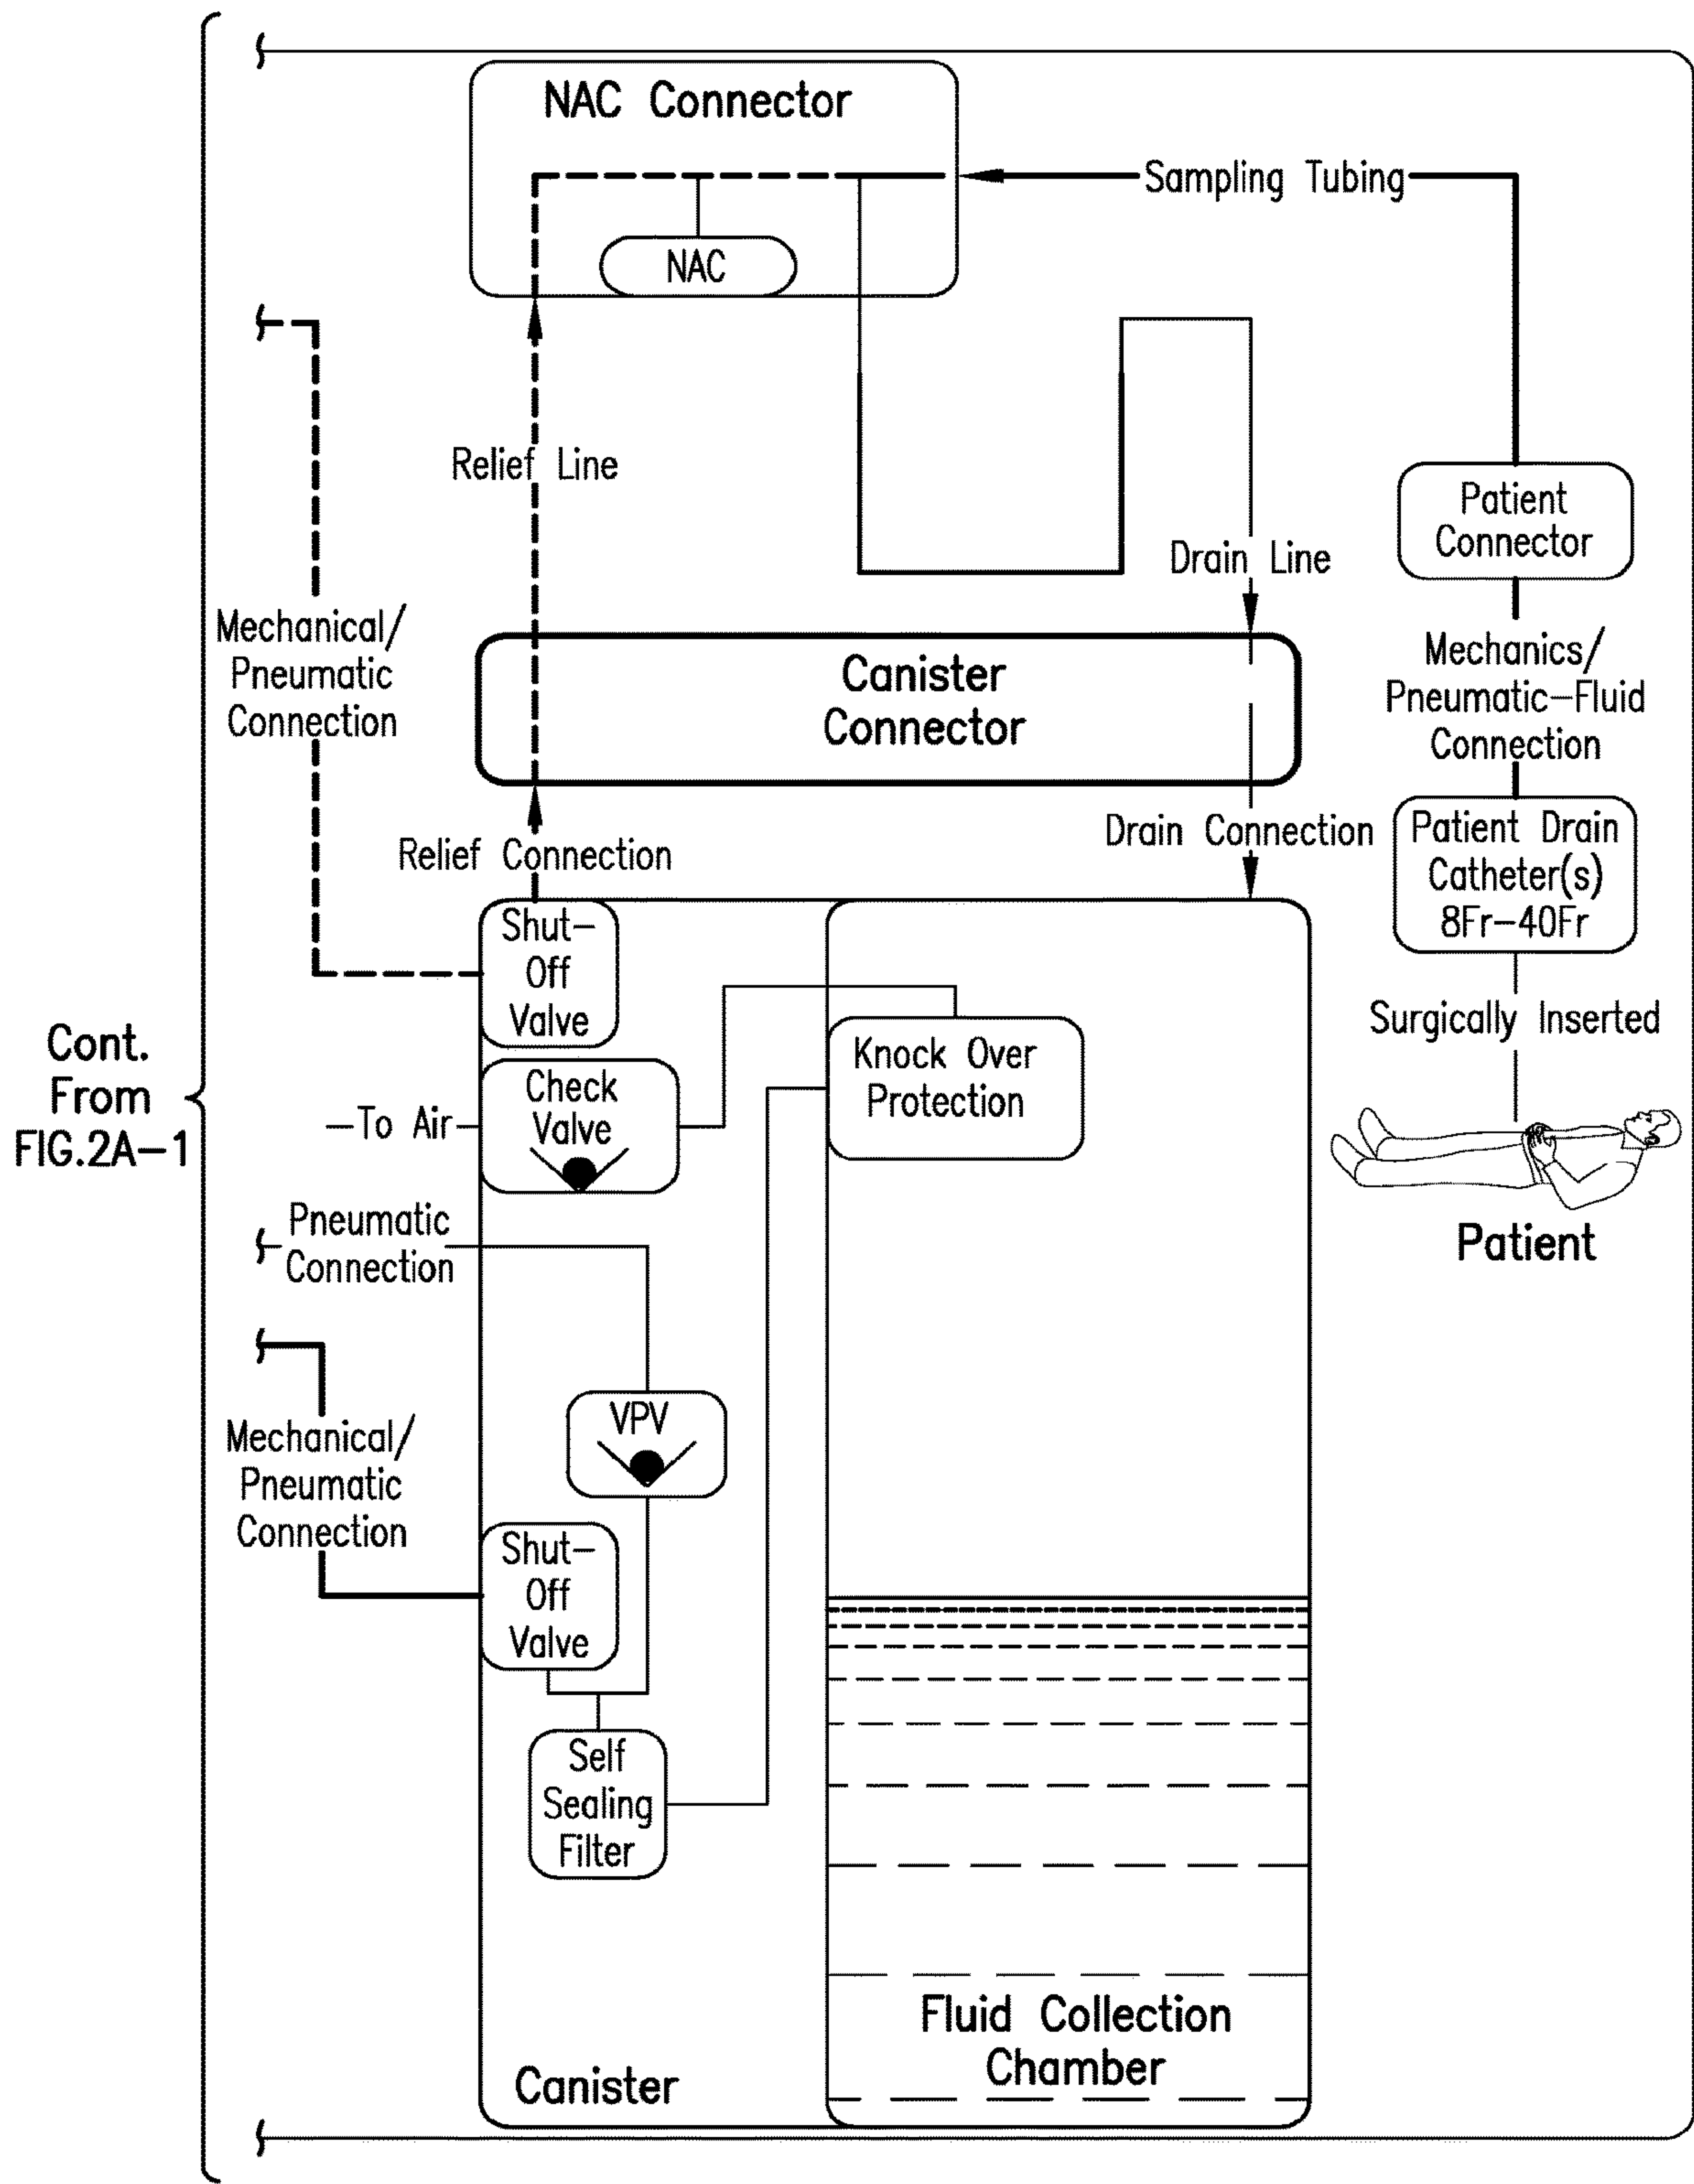 NAC Connector
Sampling Tubing
NAC
Relief Line
Patient
Connector
Drain Line
Mechanical/
Pneumatic
Connection
Canister
Connector
Mechanics/
Pneumatic-Fluid
Connection
Relief Connection
Drain Connection
Patient Drain
Catheter(s)
8Fr-40Fr
Shut-
Off
Valve
Surgically Inserted
Cont.
From
FIG.2A-1
Knock Over
Protection
Check
Valve
To Air
Patient
Pneumatic
Connection
VPV
Mechanical/
Pneumatic
Connection
Shut-
Off
Valve
Self
Sealing
Filter
Fluid Collection
Chamber
Canister